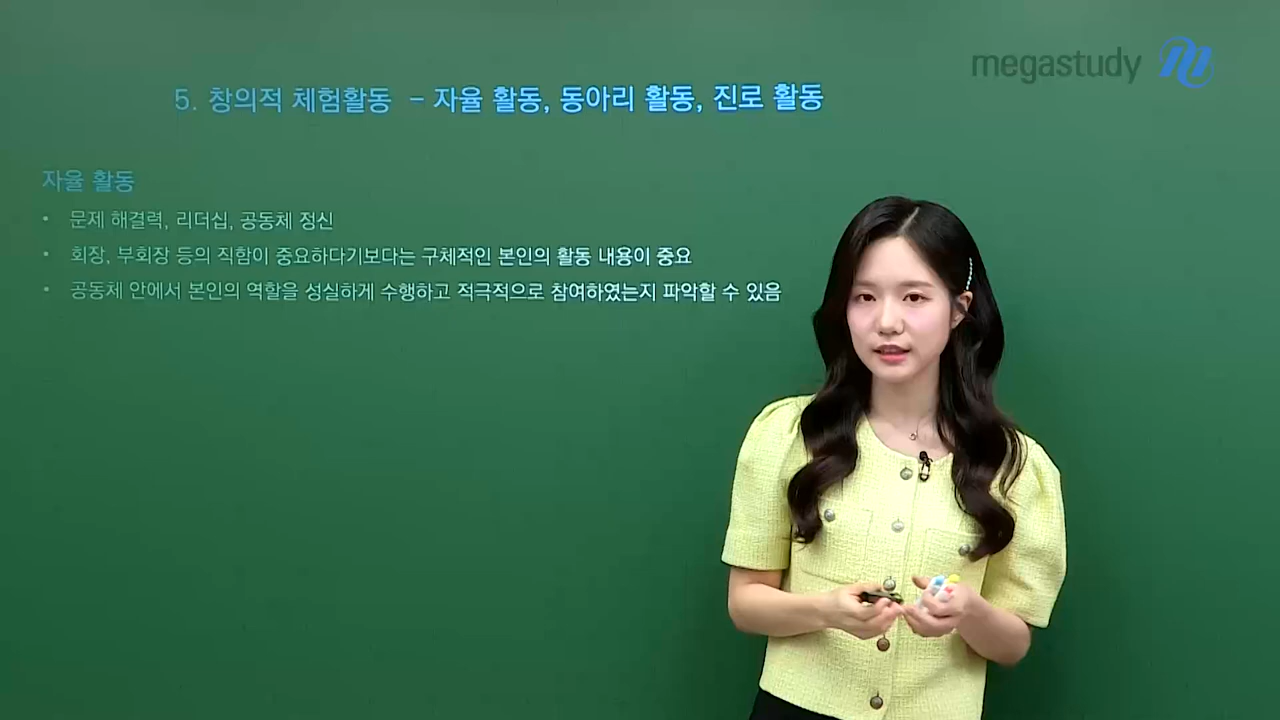 megastudy
5. 창의적 체험활동 - 자율 활동, 동아리 활동, 진로 활동
자율 활동
• 문제 해결력, 리더십, 공동체 정신
• 회장, 부회장 등의 직함이 중요하다기보다는 구체적인 본인의 활동 내용이 중요
• 공동체 안에서 본인의 역할을 성실하게 수행하고 적극적으로 참여하였는지 파악할 수 있음